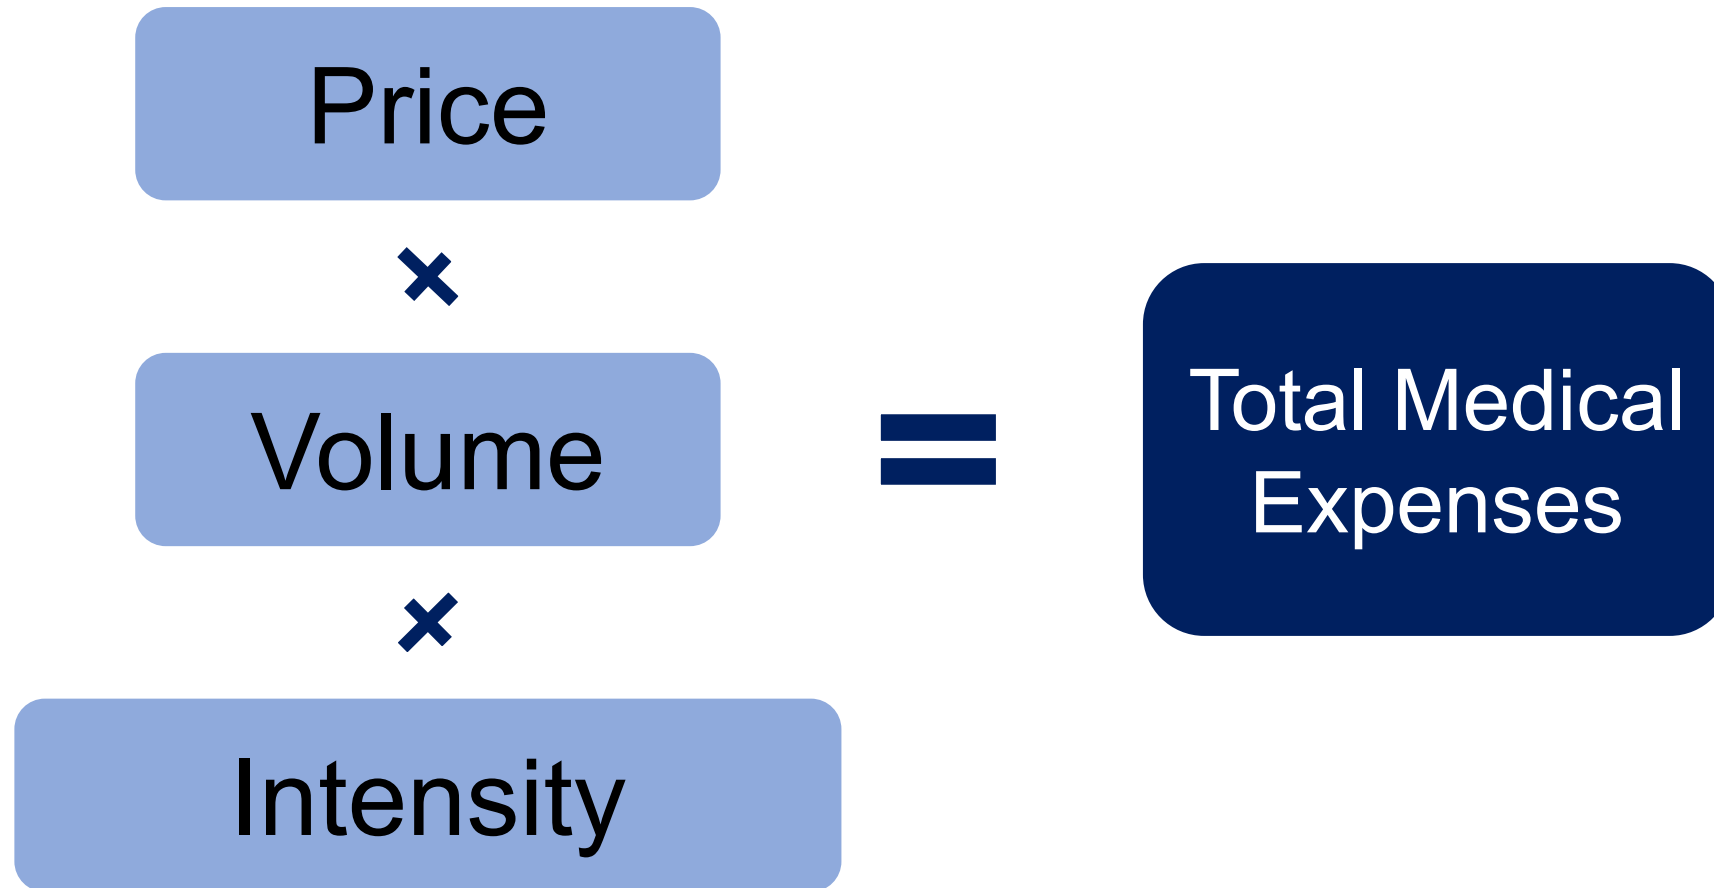 Price
×
Volume
×
Intensity
=
Total Medical
Expenses